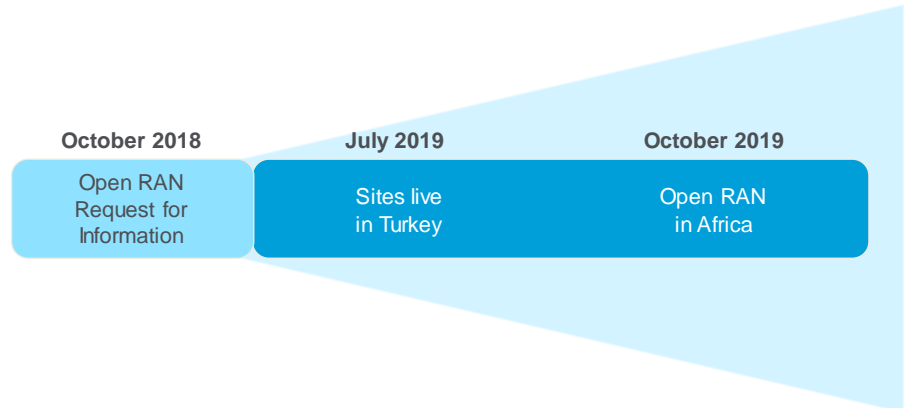 October 2018
July 2019
October 2019
Open RAN
Request for
Information
Sites live
in Turkey
Open RAN
in Africa